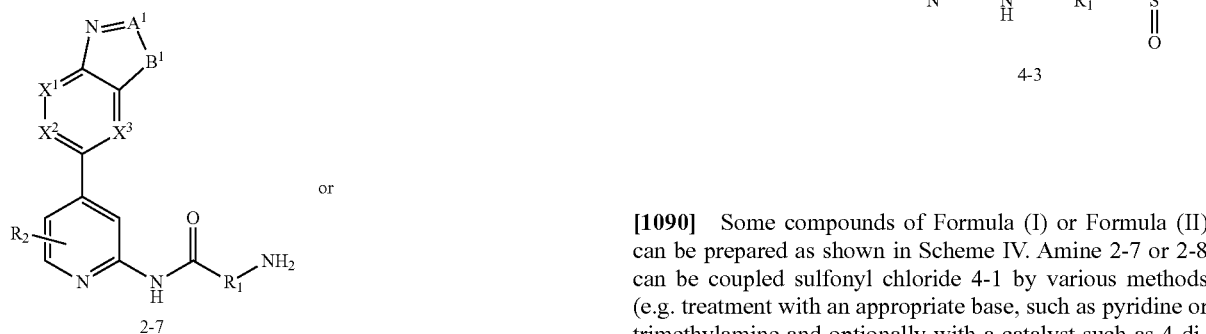 N A¹
B¹
X¹
X² X³
or
R₂
O
NH₂
N N R₁
H
2-7
N N R₁ S
H
O
4-3
[1090] Some compounds of Formula (I) or Formula (II)
can be prepared as shown in Scheme IV. Amine 2-7 or 2-8
can be coupled sulfonyl chloride 4-1 by various methods
(e.g. treatment with an appropriate base, such as pyridine or
trimethylamine and optionally with a catalyst such as 4-di-